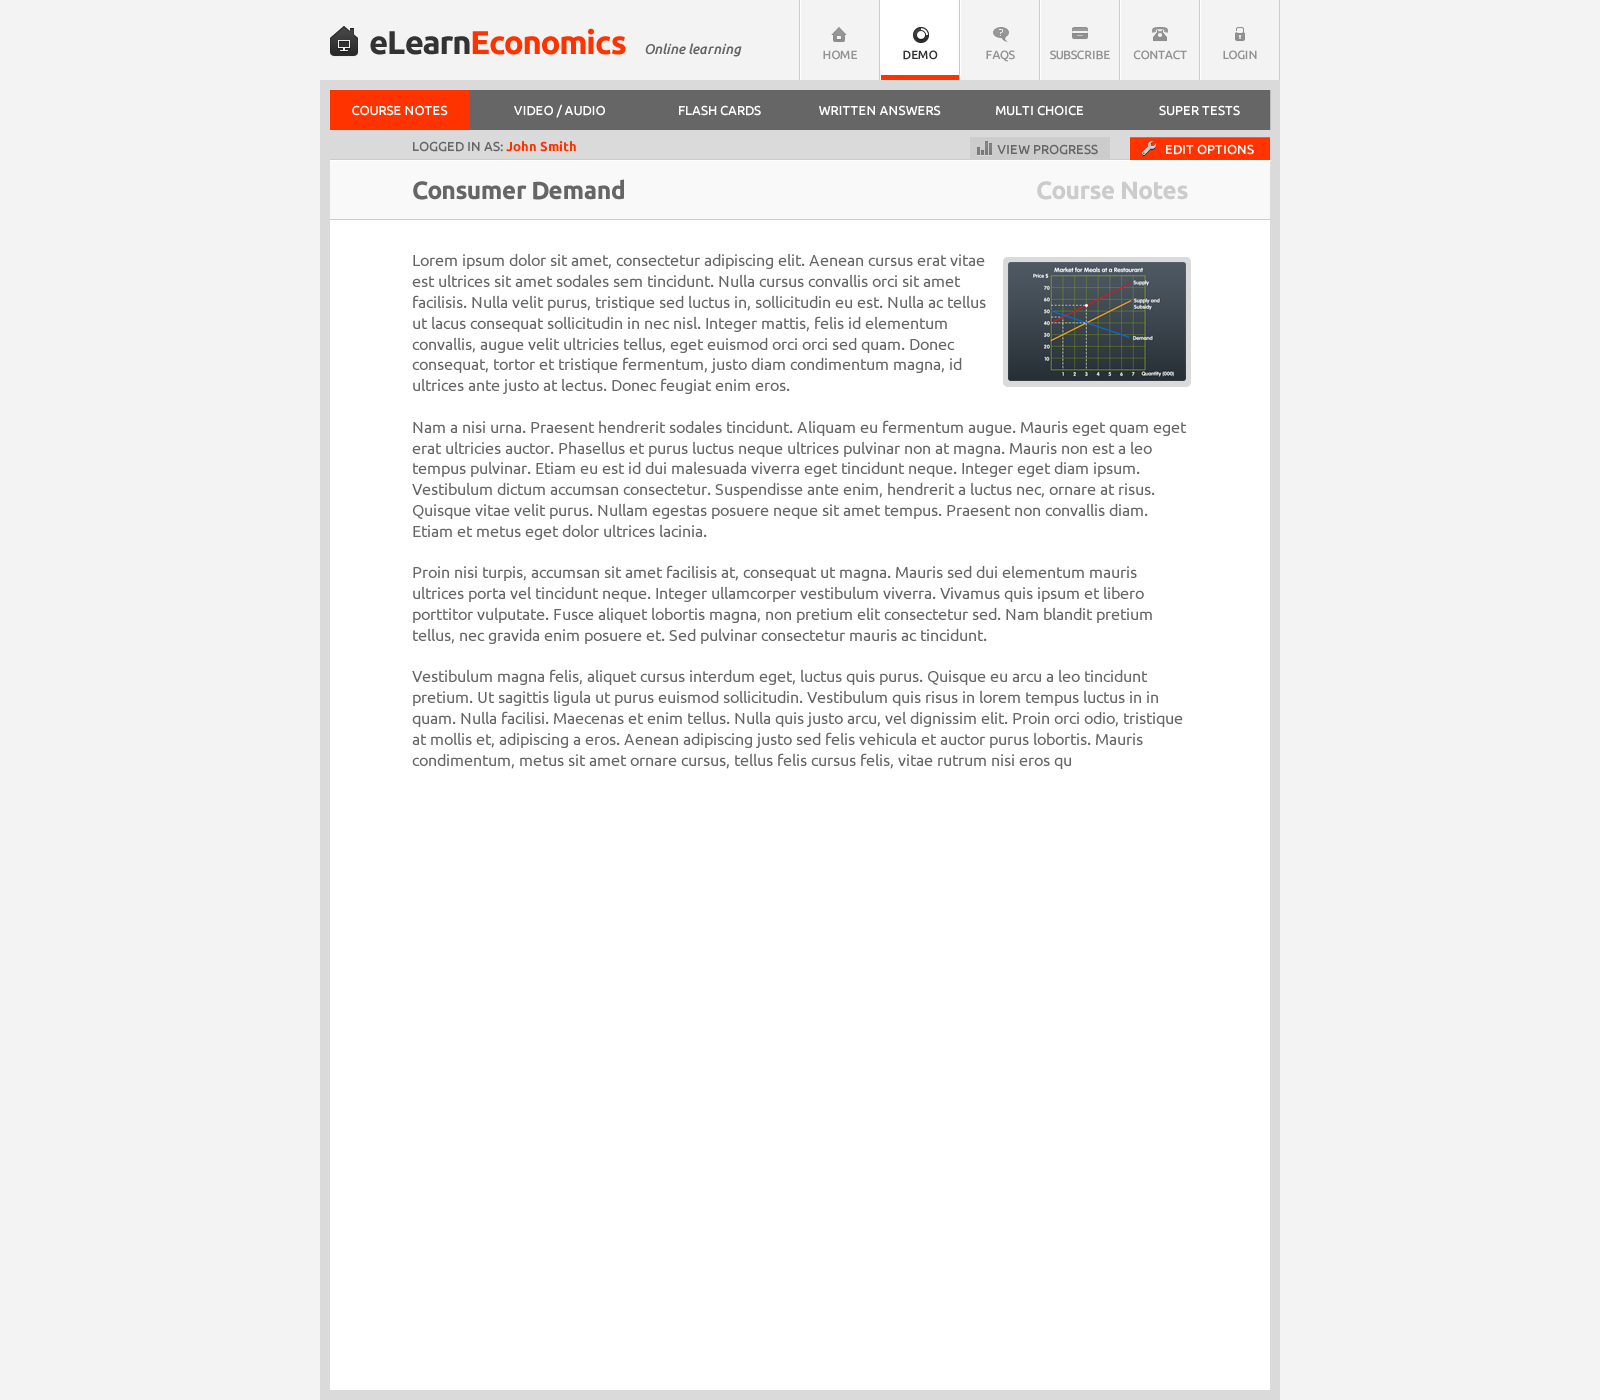 eLearnEconomics Online learning
HOME
DEMO
FAQS
SUBSCRIBE
CONTACT
LOGIN
COURSE NOTES
VIDEO / AUDIO
FLASH CARDS
WRITTEN ANSWERS
MULTI CHOICE
SUPER TESTS
LOGGED IN AS: John Smith
VIEW PROGRESS
EDIT OPTIONS
Consumer Demand
Course Notes
Lorem ipsum dolor sit amet, consectetur adipiscing elit. Aenean cursus erat vitae
est ultrices sit amet sodales sem tincidunt. Nulla cursus convallis orci sit amet
facilisis. Nulla velit purus, tristique sed luctus in, sollicitudin eu est. Nulla ac tellus
ut lacus consequat sollicitudin in nec nisl. Integer mattis, felis id elementum
convallis, augue velit ultricies tellus, eget euismod orci orci sed quam. Donec
consequat, tortor et tristique fermentum, justo diam condimentum magna, id
ultrices ante justo at lectus. Donec feugiat enim eros.
Market for Meals at a Restaurant
Price $
70
60
50
40
30
20
10
Supply
Supply and
Subsidy
Demand
1 2 3 4 5 6 7 Quantity (000)
Nam a nisi urna. Praesent hendrerit sodales tincidunt. Aliquam eu fermentum augue. Mauris eget quam eget
erat ultricies auctor. Phasellus et purus luctus neque ultrices pulvinar non at magna. Mauris non est a leo
tempus pulvinar. Etiam eu est id dui malesuada viverra eget tincidunt neque. Integer eget diam ipsum.
Vestibulum dictum accumsan consectetur. Suspendisse ante enim, hendrerit a luctus nec, ornare at risus.
Quisque vitae velit purus. Nullam egestas posuere neque sit amet tempus. Praesent non convallis diam.
Etiam et metus eget dolor ultrices lacinia.
Proin nisi turpis, accumsan sit amet facilisis at, consequat ut magna. Mauris sed dui elementum mauris
ultrices porta vel tincidunt neque. Integer ullamcorper vestibulum viverra. Vivamus quis ipsum et libero
porttitor vulputate. Fusce aliquet lobortis magna, non pretium elit consectetur sed. Nam blandit pretium
tellus, nec gravida enim posuere et. Sed pulvinar consectetur mauris ac tincidunt.
Vestibulum magna felis, aliquet cursus interdum eget, luctus quis purus. Quisque eu arcu a leo tincidunt
pretium. Ut sagittis ligula ut purus euismod sollicitudin. Vestibulum quis risus in lorem tempus luctus in in
quam. Nulla facilisi. Maecenas et enim tellus. Nulla quis justo arcu, vel dignissim elit. Proin orci odio, tristique
at mollis et, adipiscing a eros. Aenean adipiscing justo sed felis vehicula et auctor purus lobortis. Mauris
condimentum, metus sit amet ornare cursus, tellus felis cursus felis, vitae rutrum nisi eros qu